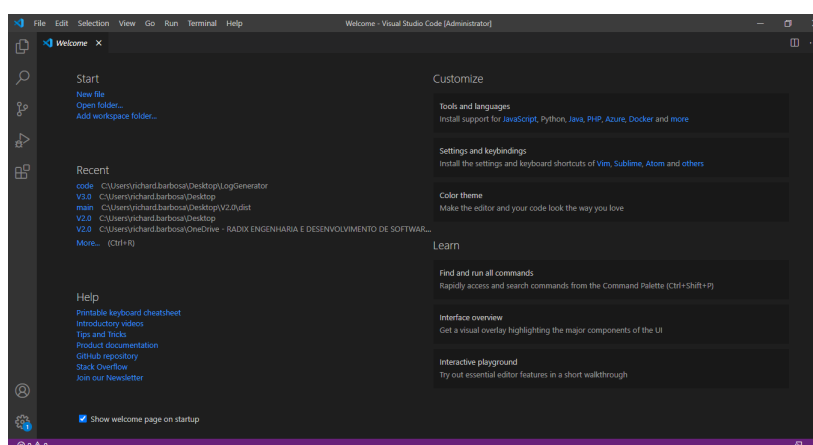 File Edit Selection View Go Run Terminal Help Welcome - Visual Studio Code [Administrator]
Welcome
Start
New file
Open folder...
Add workspace folder...
Recent
code C:\Users\richard.barbosa\Desktop\LogGenerator
V3.0 C:\Users\richard.barbosa\Desktop
main C:\Users\richard.barbosa\Desktop\V2.0\dist
V2.0 C:\Users\richard.barbosa\Desktop
V2.0 C:\Users\richard.barbosa\OneDrive - RADIX ENGENHARIA E DESENVOLVIMENTO DE SOFTWAR...
More... (Ctrl+R)
Help
Printable keyboard cheatsheet
Introductory videos
Tips and Tricks
Product documentation
GitHub repository
Stack Overflow
Join our Newsletter
Show welcome page on startup
Customize
Tools and languages
Install support for JavaScript, Python, Java, PHP, Azure, Docker and more
Settings and keybindings
Install the settings and keyboard shortcuts of Vim, Sublime, Atom and others
Color theme
Make the editor and your code look the way you love
Learn
Find and run all commands
Rapidly access and search commands from the Command Palette (Ctrl+Shift+P)
Interface overview
Get a visual overlay highlighting the major components of the UI
Interactive playground
Try out essential editor features in a short walkthrough
1